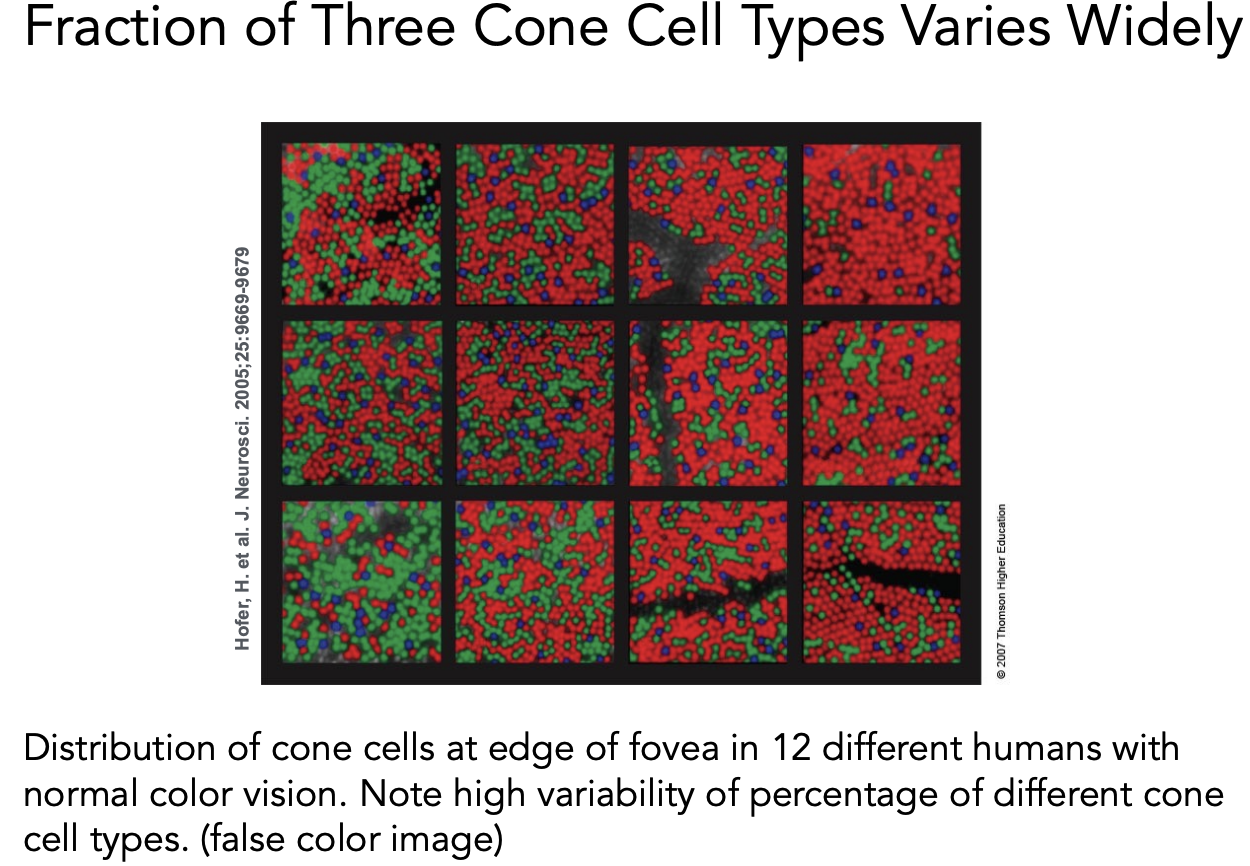 Fraction of Three Cone Cell Types Varies Widely
Hofer, H. et al. J. Neurosci. 2005;25:9669-9679
© 2007 Thomson Higher Education
Distribution of cone cells at edge of fovea in 12 different humans with
normal color vision. Note high variability of percentage of different cone
cell types. (false color image)